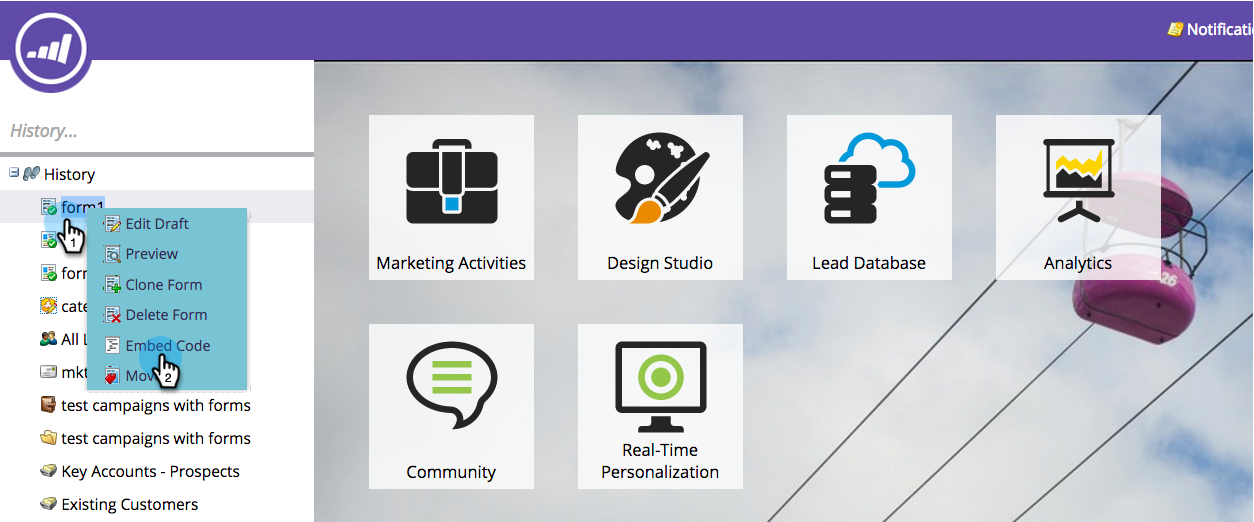 Notificatio
History...
History
form1
1
Edit Draft
Preview
form
Clone Form
cate
Delete Form
All L
Embed Code
mkt
Mov
2
test campaigns with forms
test campaigns with forms
Key Accounts - Prospects
Existing Customers
Marketing Activities
Design Studio
Lead Database
Analytics
26
Community
Real-Time
Personalization